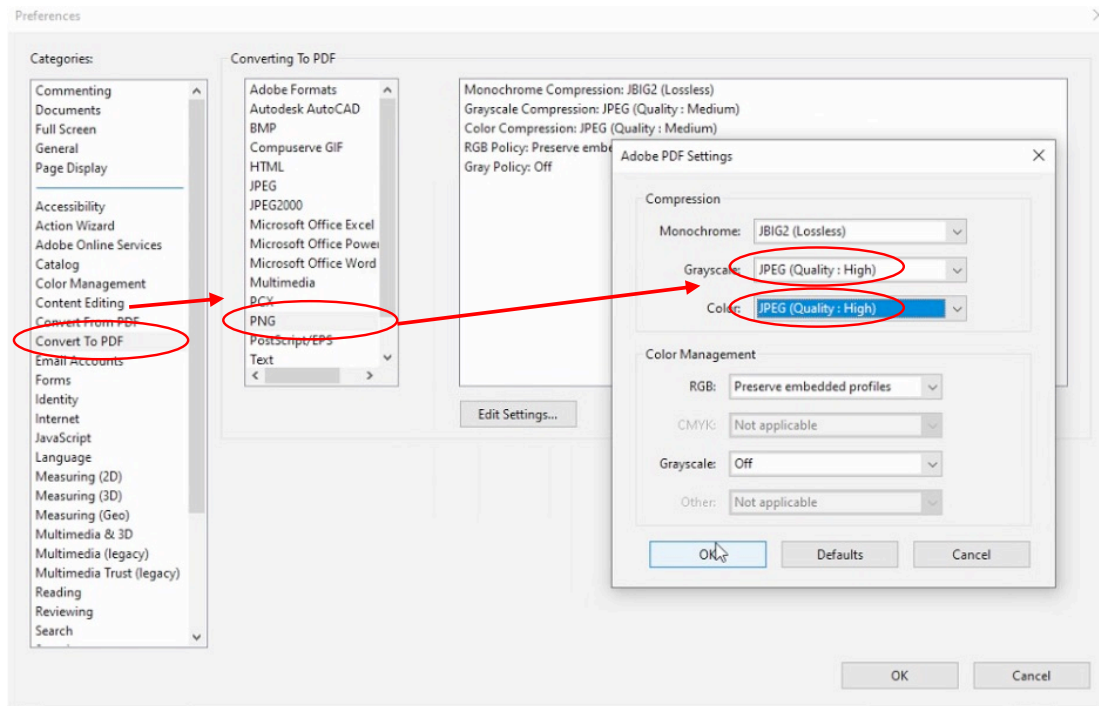 Preferences
Categories:
Commenting
Documents
Full Screen
General
Page Display
Accessibility
Action Wizard
Adobe Online Services
Catalog
Color Management
Content Editing
Convert From PDF
Convert To PDF
Email Accounts
Forms
Identity
Internet
JavaScript
Language
Measuring (2D)
Measuring (3D)
Measuring (Geo)
Multimedia & 3D
Multimedia (legacy)
Multimedia Trust (legacy)
Reading
Reviewing
Search
Converting To PDF
Adobe Formats
Autodesk AutoCAD
BMP
Compuserve GIF
HTML
JPEG
JPEG2000
Microsoft Office Excel
Microsoft Office Power
Microsoft Office Word
Multimedia
PCX
PNG
PostScript/EPS
Text
Monochrome Compression: JBIG2 (Lossless)
Grayscale Compression: JPEG (Quality : Medium)
Color Compression: JPEG (Quality : Medium)
RGB Policy: Preserve embe
Gray Policy: Off
Edit Settings...
Adobe PDF Settings
Compression
Monochrome: JBIG2 (Lossless)
Grayscale: JPEG (Quality : High)
Color: JPEG (Quality : High)
Color Management
RGB: Preserve embedded profiles
CMYK: Not applicable
Grayscale: Off
Other: Not applicable
OK Defaults Cancel
OK Cancel